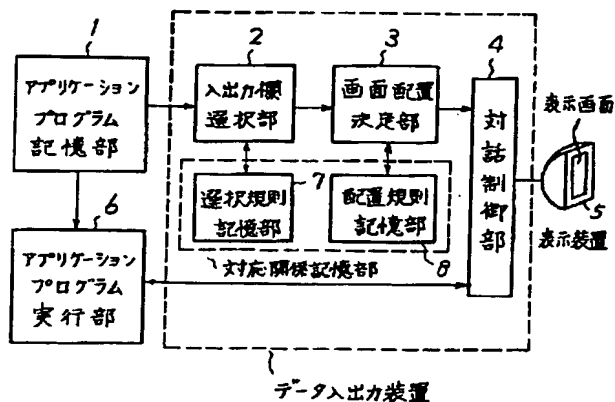 1
アプリケーション
プログラム
記憶部
2
入出力欄
選択部
3
画面配置
決定部
4
対話制御部
表示画面
5
表示装置
7
選択規則
記憶部
配置規則
記憶部
8
対応関係記憶部
6
アプリケーション
プログラム
実行部
データ入出力装置